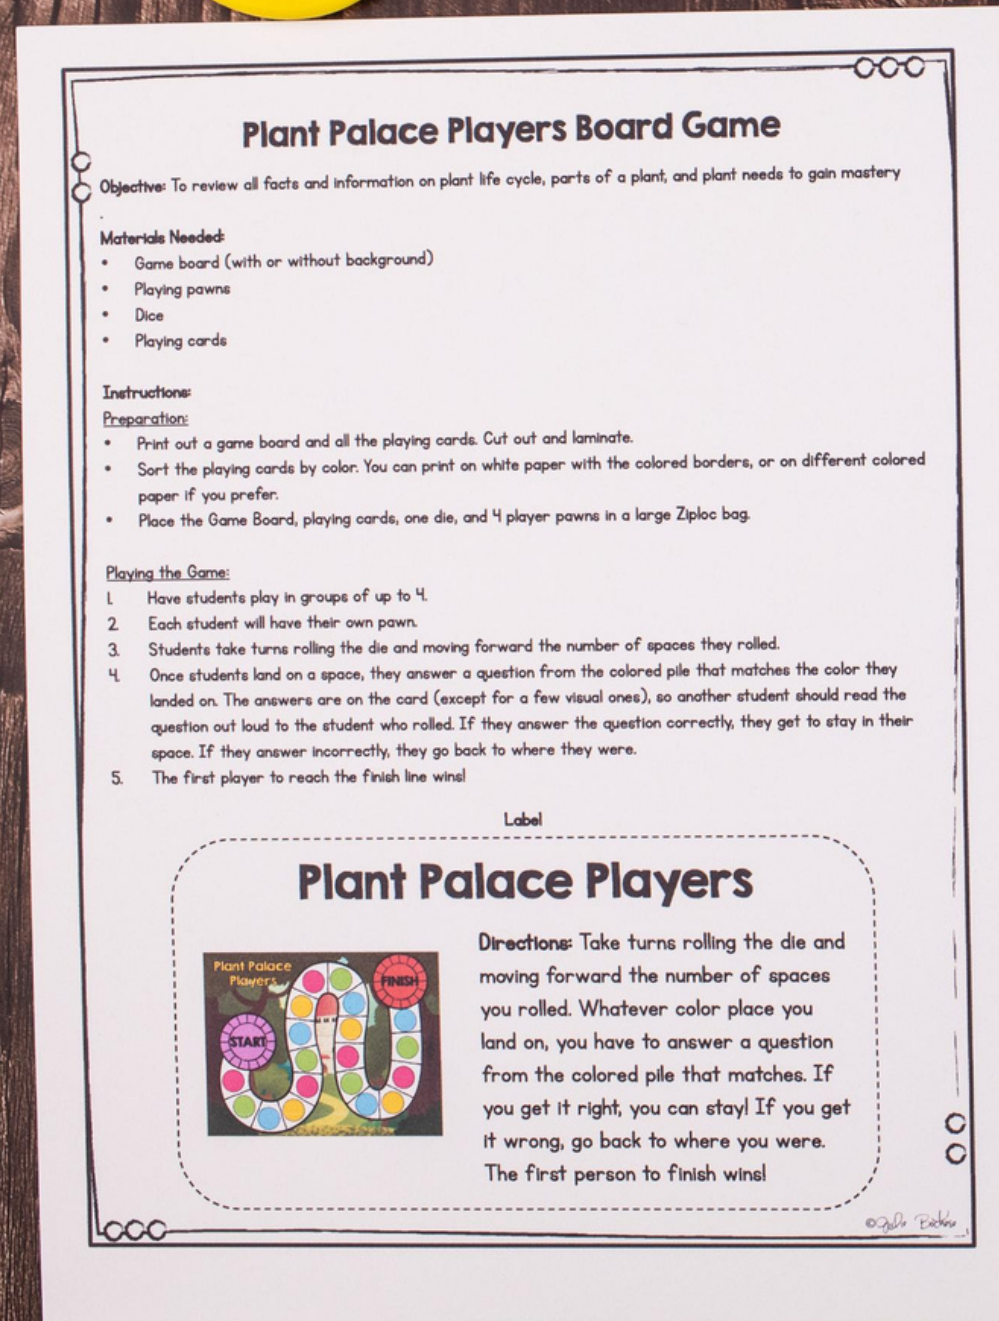 Plant Palace Players Board Game
Objective: To review all facts and information on plant life cycle, parts of a plant, and plant needs to gain mastery
.
Materials Needed:
• Game board (with or without background)
• Playing pawns
• Dice
• Playing cards
Instructions:
Preparation:
• Print out a game board and all the playing cards. Cut out and laminate.
• Sort the playing cards by color. You can print on white paper with the colored borders, or on different colored
paper if you prefer.
• Place the Game Board, playing cards, one die, and 4 player pawns in a large Ziploc bag.
Playing the Game:
1. Have students play in groups of up to 4.
2. Each student will have their own pawn.
3. Students take turns rolling the die and moving forward the number of spaces they rolled.
4. Once students land on a space, they answer a question from the colored pile that matches the color they
landed on. The answers are on the card (except for a few visual ones), so another student should read the
question out loud to the student who rolled. If they answer the question correctly, they get to stay in their
space. If they answer incorrectly, they go back to where they were.
5. The first player to reach the finish line wins!
Label
Plant Palace Players
Plant Palace
Players
FINISH
START
Directions: Take turns rolling the die and
moving forward the number of spaces
you rolled. Whatever color place you
land on, you have to answer a question
from the colored pile that matches. If
you get it right, you can stay! If you get
it wrong, go back to where you were.
The first person to finish wins!
©